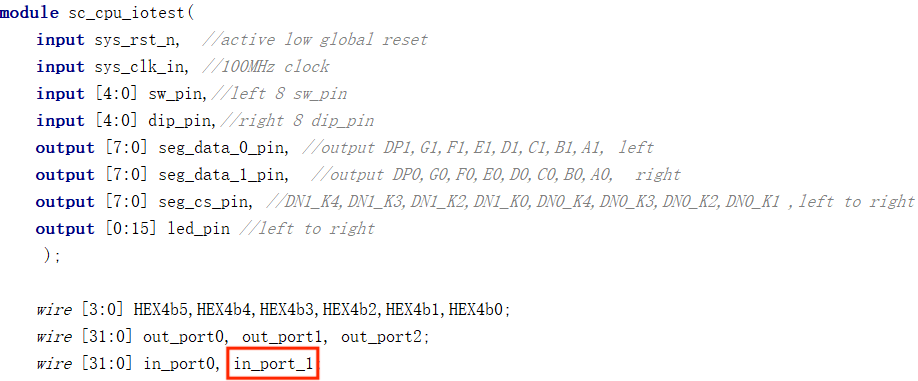 module sc_cpu_iotest(
input sys_rst_n, //active low global reset
input sys_clk_in, //100MHz clock
input [4:0] sw_pin,//left 8 sw_pin
input [4:0] dip_pin,//right 8 dip_pin
output [7:0] seg_data_0_pin, //output DP1,G1,F1,E1,D1,C1,B1,A1, left
output [7:0] seg_data_1_pin, //output DP0,G0,F0,E0,D0,C0,B0,A0, right
output [7:0] seg_cs_pin, //DN1_K4,DN1_K3,DN1_K2,DN1_K0,DN0_K4,DN0_K3,DN0_K2,DN0_K1 ,left to right
output [0:15] led_pin //left to right
);
wire [3:0] HEX4b5,HEX4b4,HEX4b3,HEX4b2,HEX4b1,HEX4b0;
wire [31:0] out_port0, out_port1, out_port2;
wire [31:0] in_port0, in_port_1